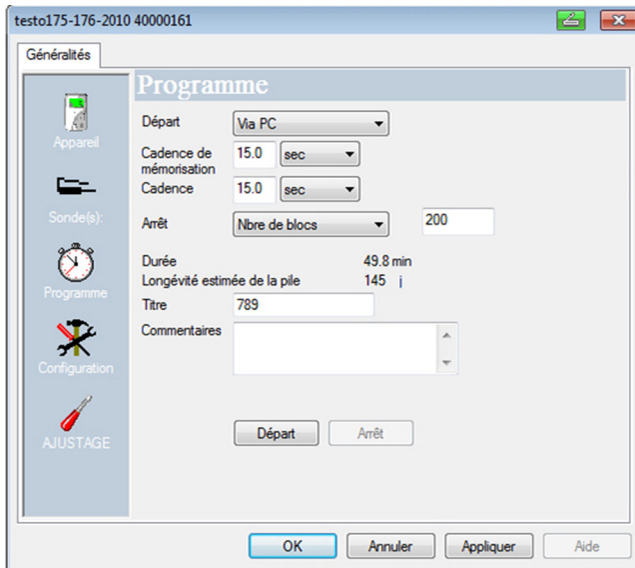 testo175-176-2010 40000161
Généralités
Appareil
Sonde(s):
Programme
Configuration
AJUSTAGE
Programme
Départ Via PC
Cadence de mémorisation 15.0 sec
Cadence 15.0 sec
Arrêt Nbre de blocs 200
Durée 49.8 min
Longévité estimée de la pile 145 j
Titre 789
Commentaires
Départ Arrêt
OK Annuler Appliquer Aide